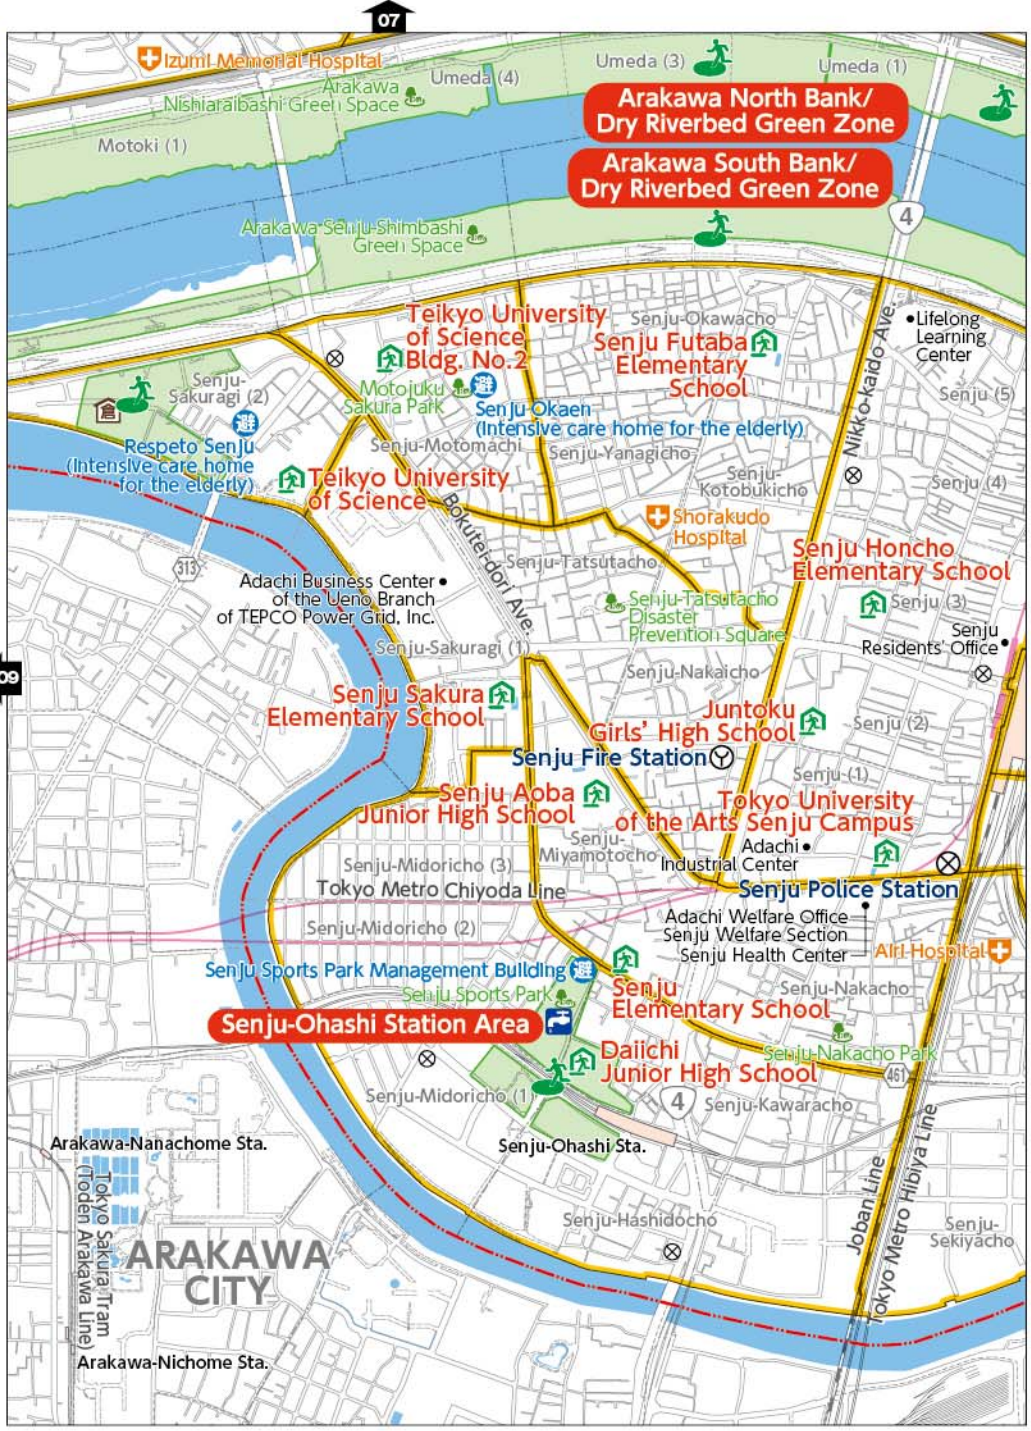 07
Izumi Memorial Hospital
Umeda (3)
Umeda (1)
Umeda (4)
Arakawa
Nishiaraibashi Green Space
Arakawa North Bank/
Dry Riverbed Green Zone
Motoki (1)
Arakawa South Bank/
Dry Riverbed Green Zone
4
Arakawa Senju-Shimbashi
Green Space
Teikyo University
of Science
Bldg. No.2
Senju-Okawacho
Senju Futaba
Elementary
School
Lifelong
Learning
Center
Nikko-kaido Ave.
Senju-
Sakuragi (2)
倉
避
Motojuku
Sakura Park
避
Senju Okaen
(Intensive care home for the elderly)
Senju (5)
Respeto Senju
(Intensive care home
for the elderly)
Senju-Motomachi
Senju-Yanagicho
Teikyo University
of Science
Senju-
Kotobukicho
Senju (4)
Bokutei-dori Ave.
Shorakudo
Hospital
Senju Honcho
Elementary School
313
Adachi Business Center
of the Ueno Branch
of TEPCO Power Grid, Inc.
Senju-Tatsutacho
Senju-Tatsutacho
Disaster
Prevention Square
Senju (3)
Senju
Residents' Office
Senju-Sakuragi (1)
Senju-Nakaicho
09
Senju Sakura
Elementary School
Juntoku
Girls' High School
Senju (2)
Senju Fire Station
Senju (1)
Senju Aoba
Junior High School
Tokyo University
of the Arts Senju Campus
Senju-
Miyamotocho
Adachi
Industrial Center
Senju-Midoricho (3)
Tokyo Metro Chiyoda Line
Senju Police Station
Senju-Midoricho (2)
Adachi Welfare Office
Senju Welfare Section
Senju Health Center
Airi Hospital
Senju Sports Park Management Building
避
Senju Sports Park
Senju
Elementary School
Senju-Nakacho
Senju-Ohashi Station Area
Senju-Nakacho Park
Daiichi
Junior High School
461
Senju-Midoricho (1)
4
Senju-Kawaracho
Arakawa-Nanachome Sta.
Senju-Ohashi Sta.
Tokyo Sakura Tram
(Toden Arakawa Line)
Joban Line
Tokyo Metro Hibiya Line
Senju-Hashidocho
Senju-
Sekiyacho
ARAKAWA
CITY
Arakawa-Nichome Sta.